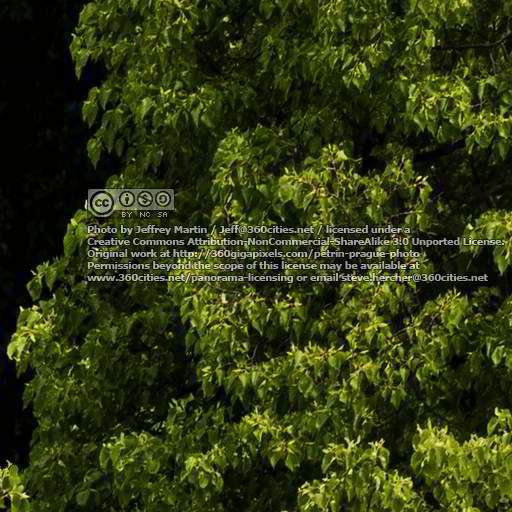 cc
BY NC SA
Photo by Jeffrey Martin / Jeff@360cities.net / licensed under a
Creative Commons Attribution-NonCommercial-ShareAlike 3.0 Unported License.
Original work at http://360gigapixels.com/petrin-prague-photo
Permissions beyond the scope of this license may be available at
www.360cities.net/panorama-licensing or email steve.hercher@360cities.net